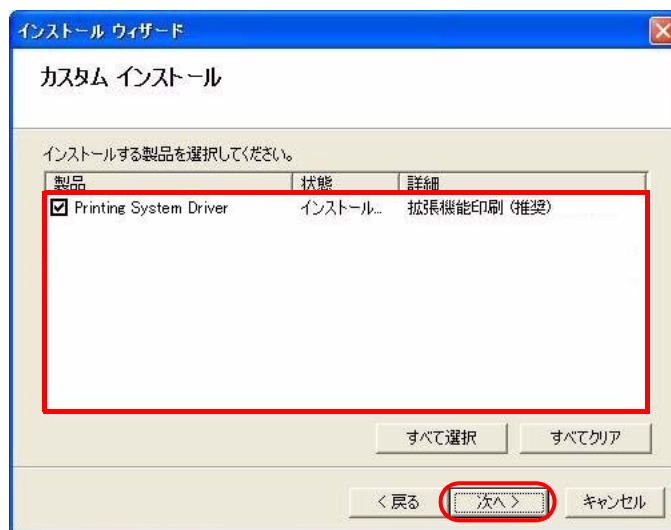 インストール ウィザード
カスタム インストール
インストールする製品を選択してください。
製品 状態 詳細
Printing System Driver インストール... 拡張機能印刷 (推奨)
すべて選択 すべてクリア
< 戻る 次へ > キャンセル